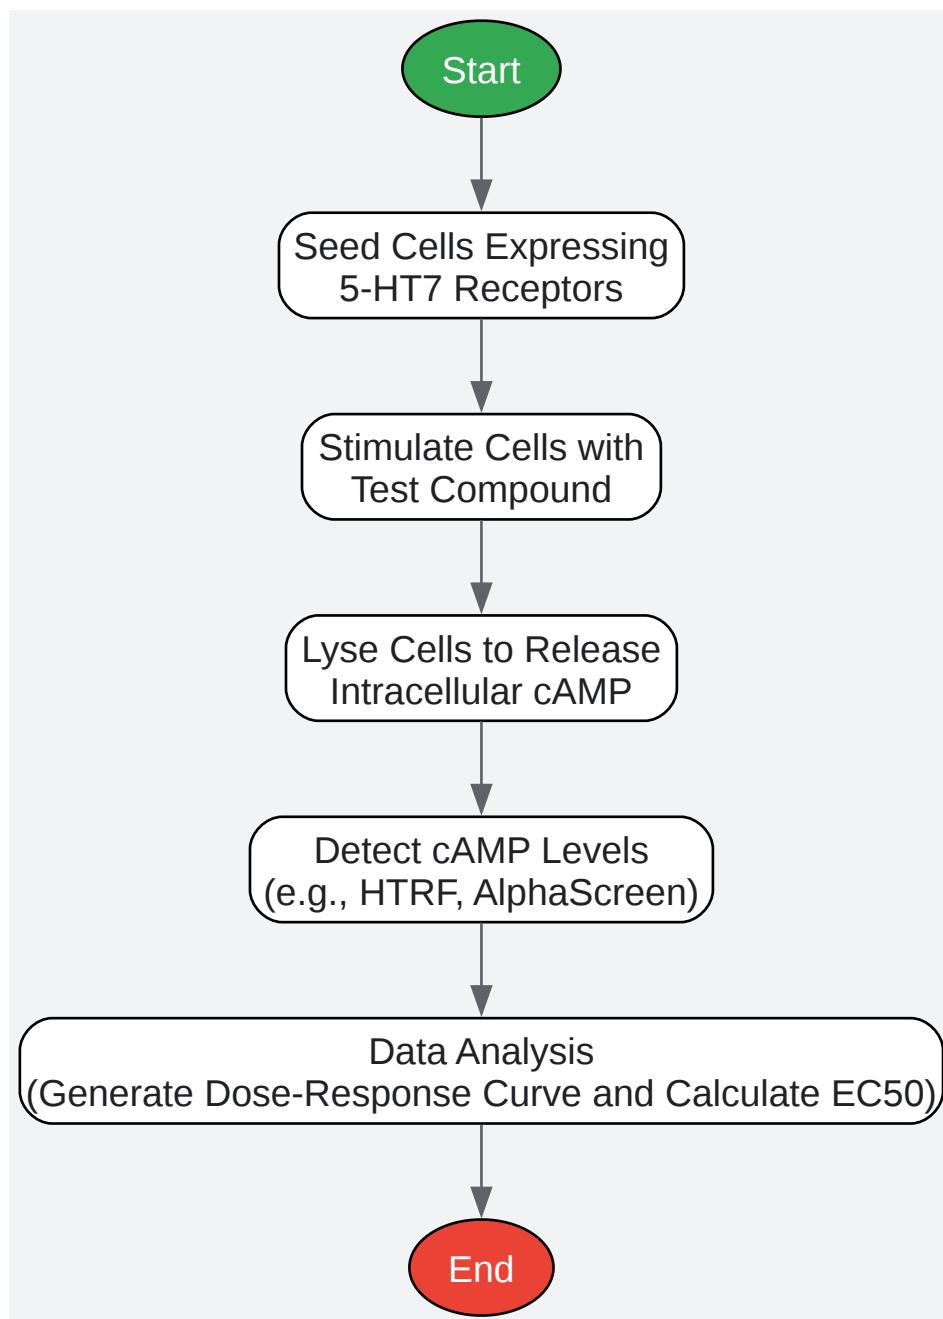 Start
Seed Cells Expressing
5-HT7 Receptors
Stimulate Cells with
Test Compound
Lyse Cells to Release
Intracellular cAMP
Detect cAMP Levels
(e.g., HTRF, AlphaScreen)
Data Analysis
(Generate Dose-Response Curve and Calculate EC50)
End